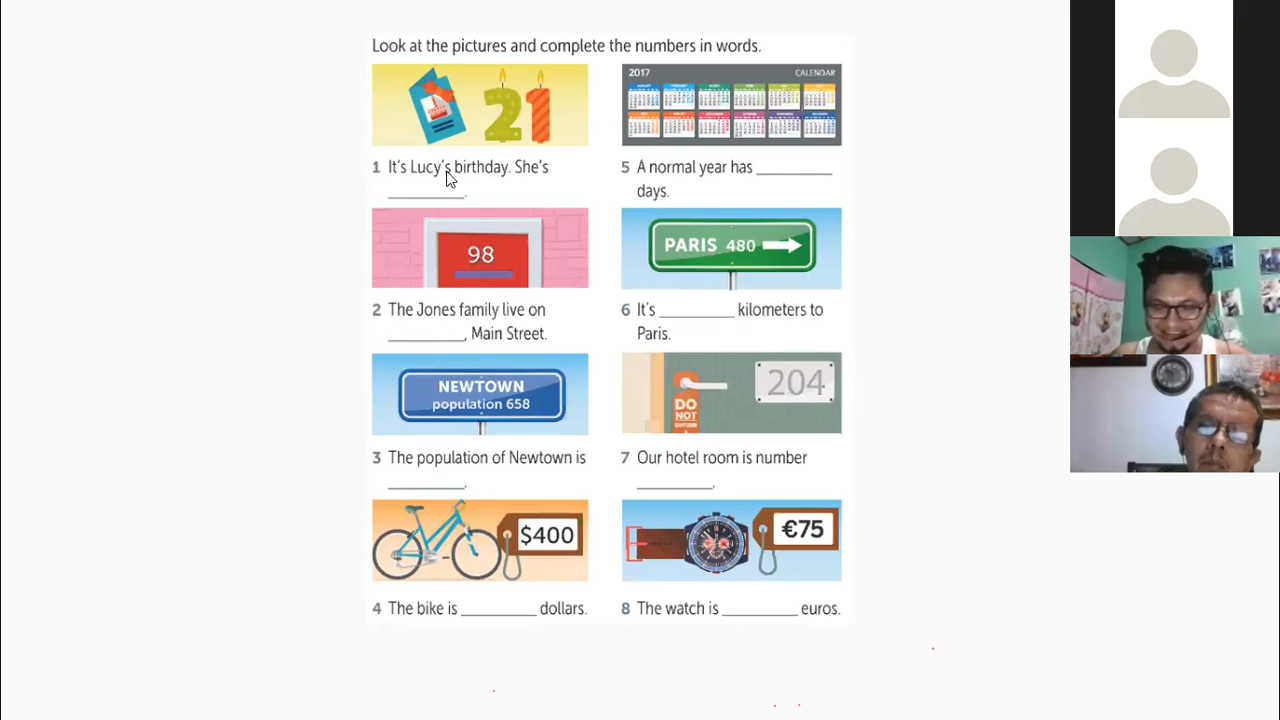 Look at the pictures and complete the numbers in words.
21
1 It's Lucy's birthday. She's
__________.
98
2 The Jones family live on
__________, Main Street.
NEWTOWN
population 658
3 The population of Newtown is
__________.
$400
4 The bike is __________ dollars.
2017 CALENDAR
5 A normal year has __________
days.
PARIS 480
6 It's __________ kilometers to
Paris.
204
DO
NOT
7 Our hotel room is number
__________.
€75
8 The watch is __________ euros.